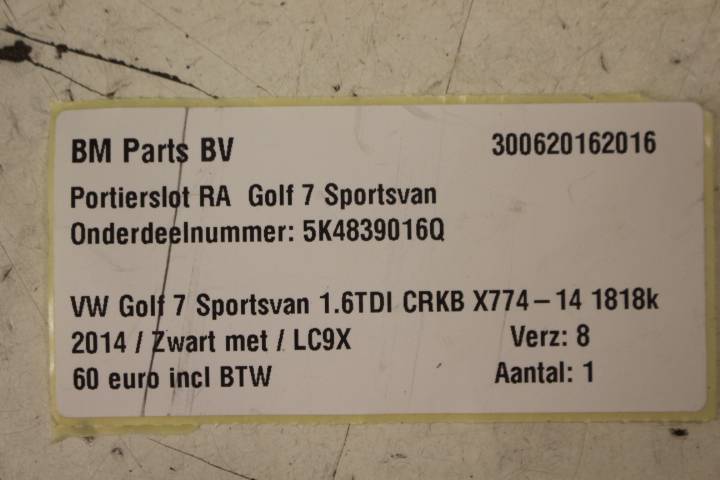 BM Parts BV 300620162016
Portierslot RA Golf 7 Sportsvan
Onderdeelnummer: 5K4839016Q
VW Golf 7 Sportsvan 1.6TDI CRKB X774-14 1818k
2014 / Zwart met / LC9X Verz: 8
60 euro incl BTW Aantal: 1